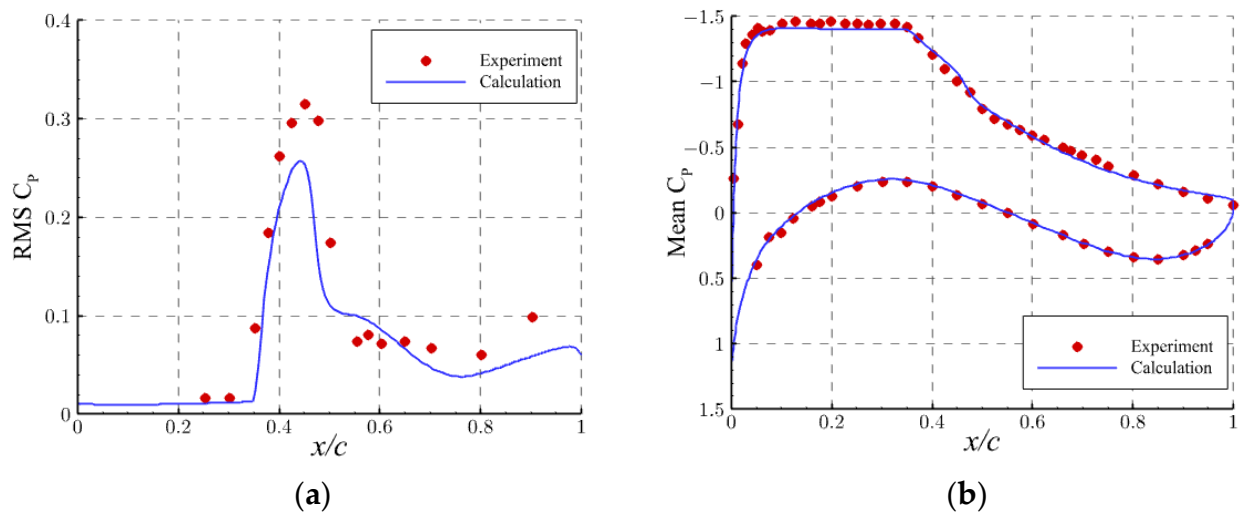 0.4
0.3
0.2
0.1
0
RMS C_P
Experiment
Calculation
0 0.2 0.4 0.6 0.8 1
x/c
(a)
−1.5
−1
−0.5
0
0.5
1
1.5
Mean C_P
Experiment
Calculation
0 0.2 0.4 0.6 0.8 1
x/c
(b)